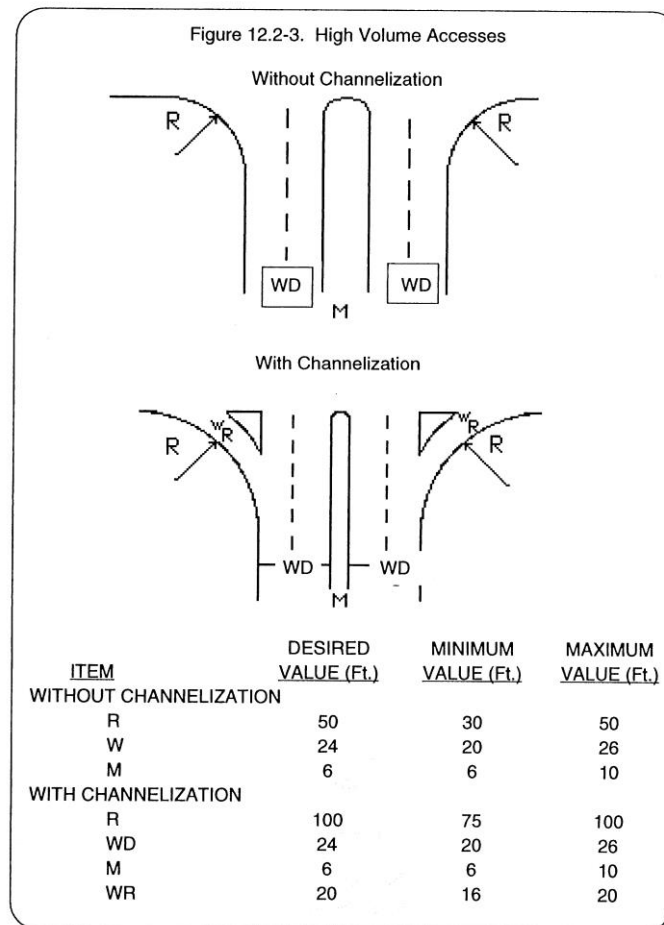 Figure 12.2-3. High Volume Accesses
Without Channelization
R R
WD WD
M
With Channelization
WR WR
R R
WD WD
M
DESIRED MINIMUM MAXIMUM
ITEM VALUE (Ft.) VALUE (Ft.) VALUE (Ft.)
WITHOUT CHANNELIZATION
R 50 30 50
W 24 20 26
M 6 6 10
WITH CHANNELIZATION
R 100 75 100
WD 24 20 26
M 6 6 10
WR 20 16 20